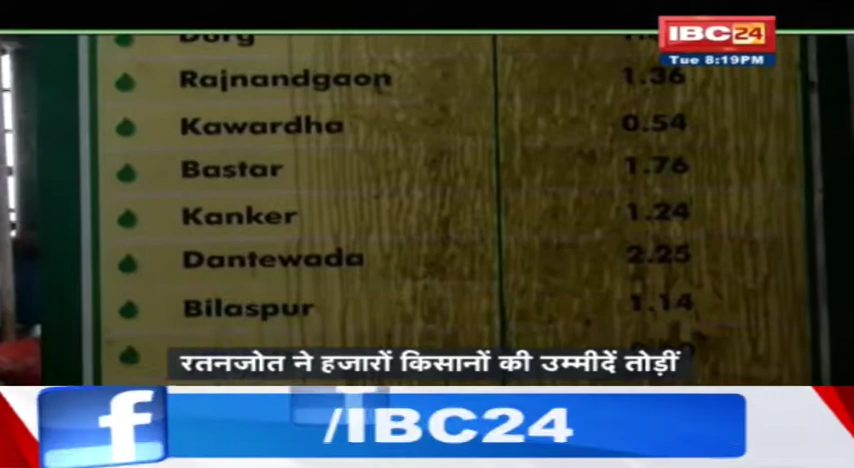 IBC24
Tue 8:19PM
Durg
Rajnandgaon 1.36
Kawardha 0.54
Bastar 1.76
Kanker 1.24
Dantewada 2.25
Bilaspur 1.14
रतनजोत ने हजारों किसानों की उम्मीदें तोड़ीं
f /IBC24